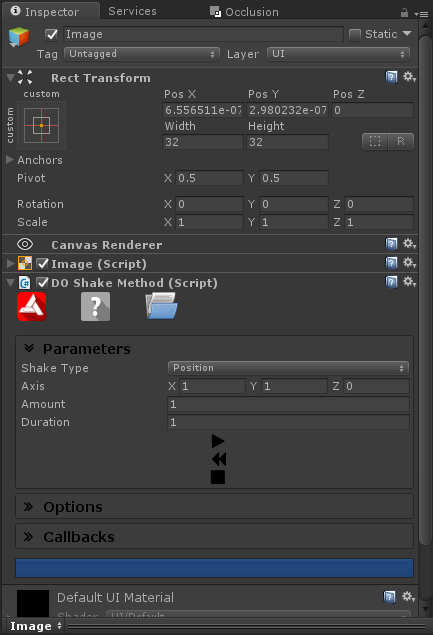 Inspector Services Occlusion
Image Static
Tag Untagged Layer UI
Rect Transform
custom Pos X Pos Y Pos Z
custom 6.556511e-07 2.980232e-07 0
Width Height
32 32 R
Anchors
Pivot X 0.5 Y 0.5
Rotation X 0 Y 0 Z 0
Scale X 1 Y 1 Z 1
Canvas Renderer
Image (Script)
DO Shake Method (Script)
Parameters
Shake Type Position
Axis X 1 Y 1 Z 0
Amount 1
Duration 1
Options
Callbacks
Default UI Material
Shader UI/Default
Image